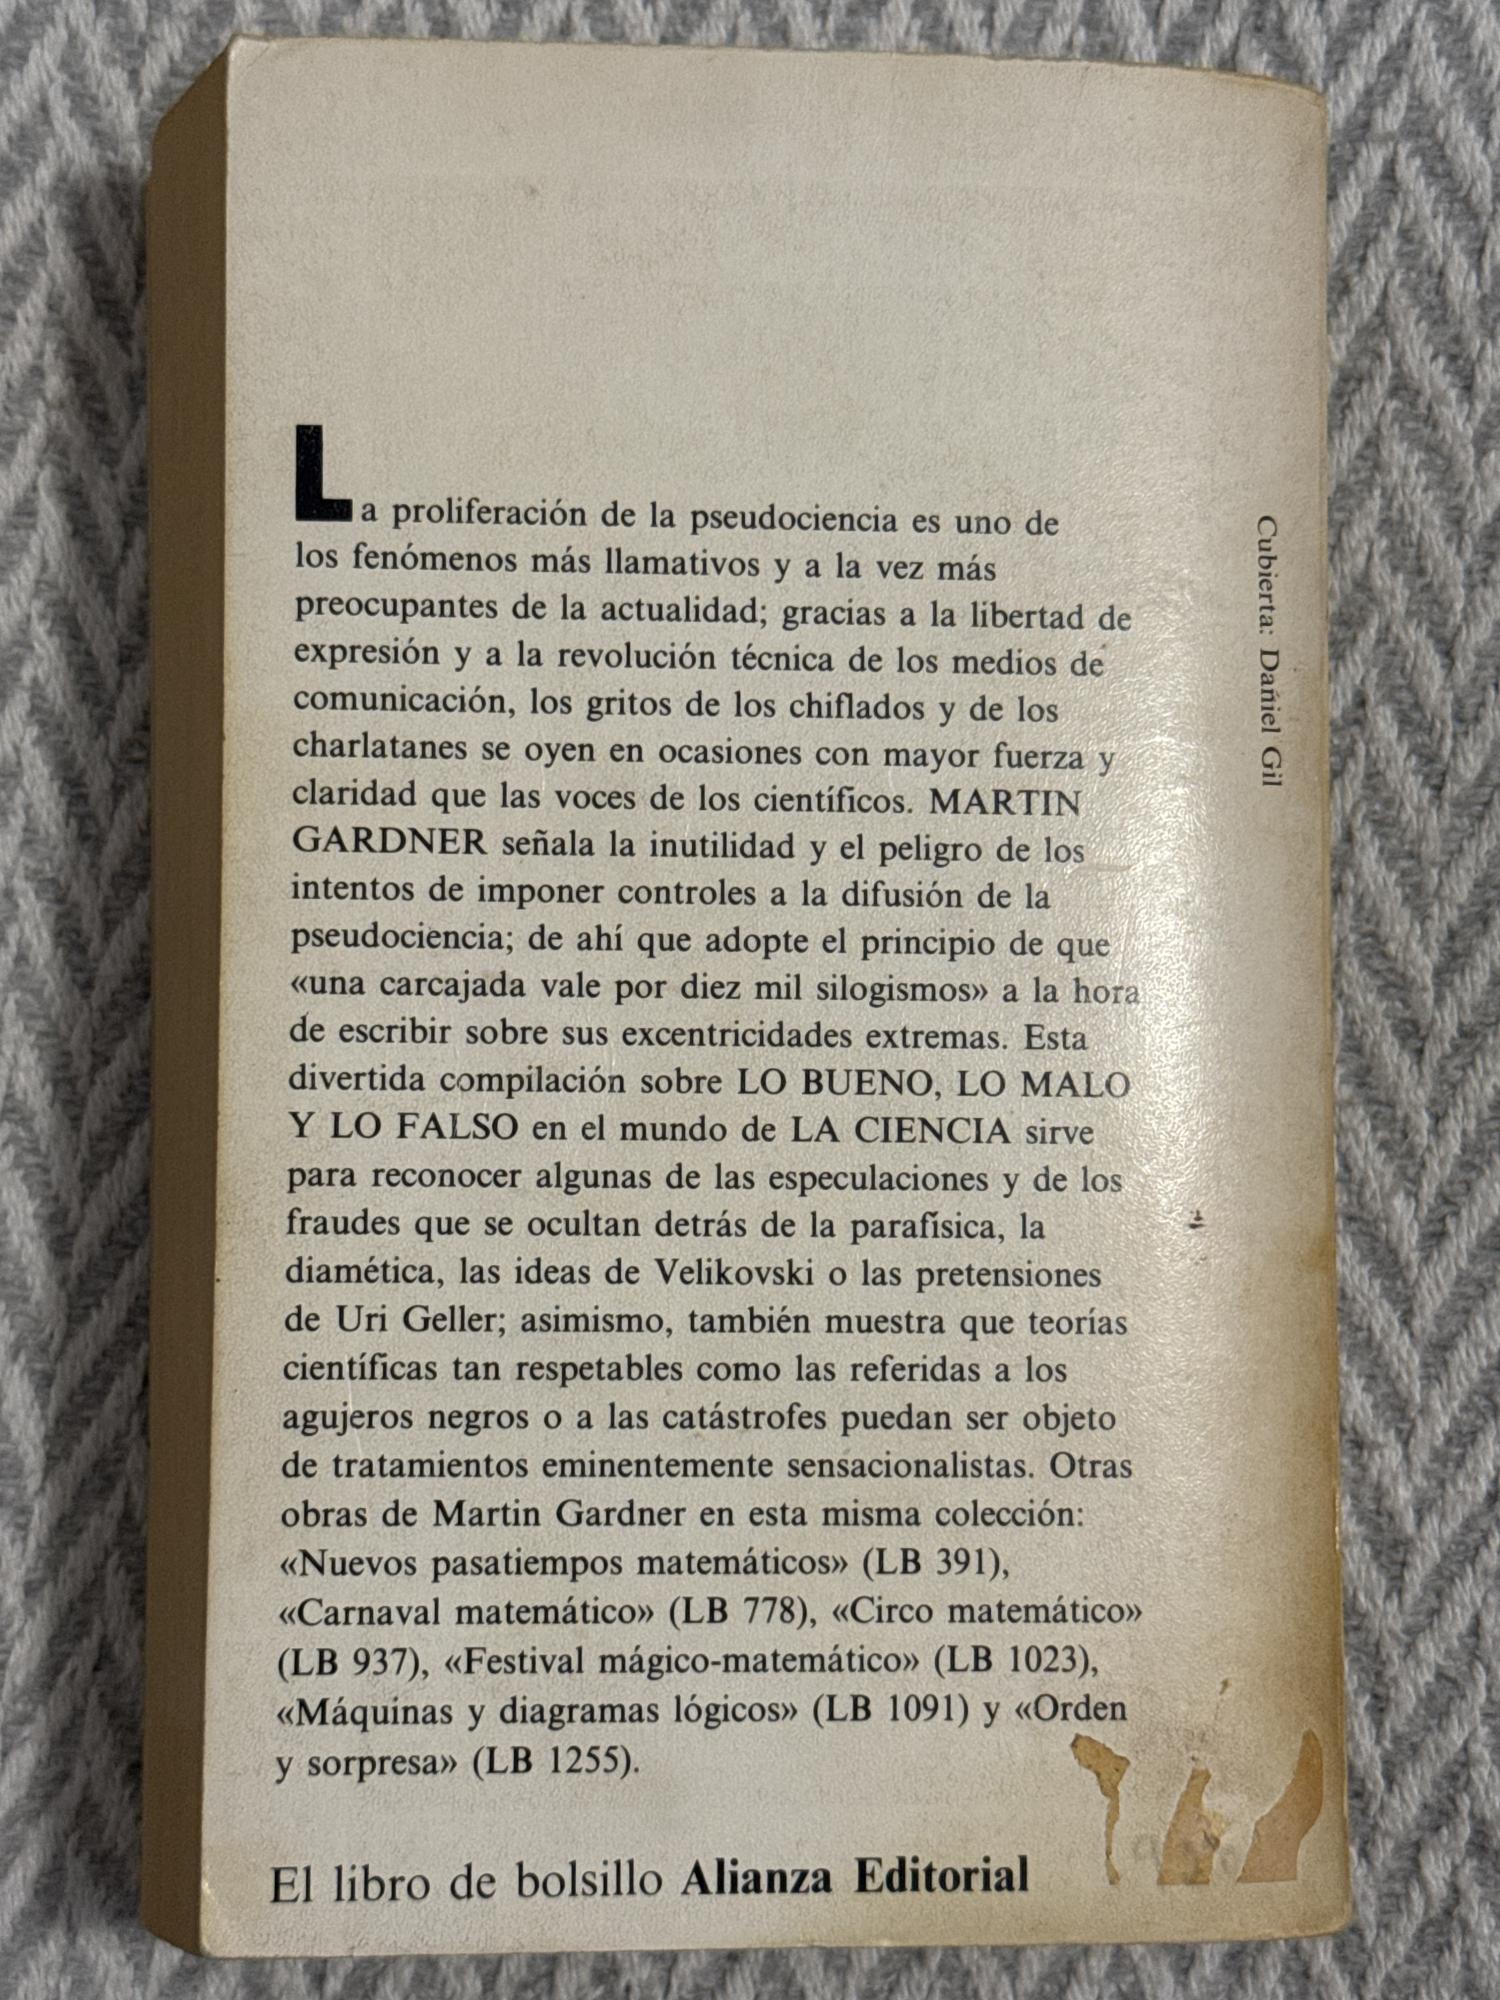 La proliferación de la pseudociencia es uno de
los fenómenos más llamativos y a la vez más
preocupantes de la actualidad; gracias a la libertad de
expresión y a la revolución técnica de los medios de
comunicación, los gritos de los chiflados y de los
charlatanes se oyen en ocasiones con mayor fuerza y
claridad que las voces de los científicos. MARTIN
GARDNER señala la inutilidad y el peligro de los
intentos de imponer controles a la difusión de la
pseudociencia; de ahí que adopte el principio de que
«una carcajada vale por diez mil silogismos» a la hora
de escribir sobre sus excentricidades extremas. Esta
divertida compilación sobre LO BUENO, LO MALO
Y LO FALSO en el mundo de LA CIENCIA sirve
para reconocer algunas de las especulaciones y de los
fraudes que se ocultan detrás de la parafísica, la
diamética, las ideas de Velikovski o las pretensiones
de Uri Geller; asimismo, también muestra que teorías
científicas tan respetables como las referidas a los
agujeros negros o a las catástrofes puedan ser objeto
de tratamientos eminentemente sensacionalistas. Otras
obras de Martin Gardner en esta misma colección:
«Nuevos pasatiempos matemáticos» (LB 391),
«Carnaval matemático» (LB 778), «Circo matemático»
(LB 937), «Festival mágico-matemático» (LB 1023),
«Máquinas y diagramas lógicos» (LB 1091) y «Orden
y sorpresa» (LB 1255).
El libro de bolsillo Alianza Editorial
Cubierta: Daniel Gil